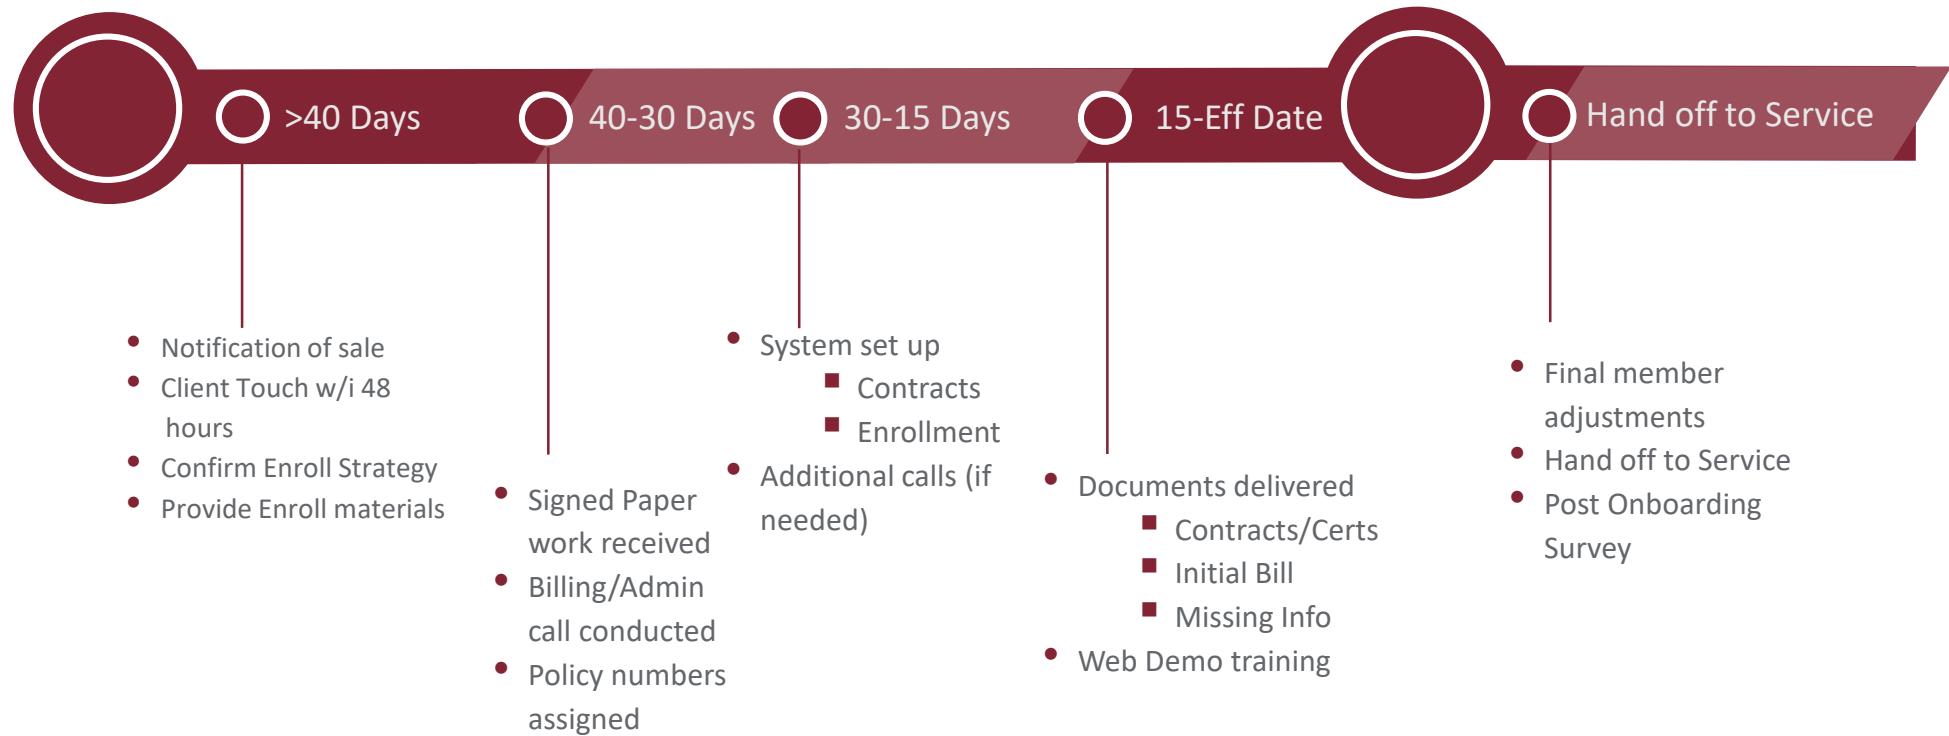 >40 Days
40-30 Days
30-15 Days
15-Eff Date
Hand off to Service
• Notification of sale
• Client Touch w/i 48
hours
• Confirm Enroll Strategy
• Provide Enroll materials
• Signed Paper
work received
• Billing/Admin
call conducted
• Policy numbers
assigned
• System set up
▪ Contracts
▪ Enrollment
• Additional calls (if
needed)
• Documents delivered
▪ Contracts/Certs
▪ Initial Bill
▪ Missing Info
• Web Demo training
• Final member
adjustments
• Hand off to Service
• Post Onboarding
Survey